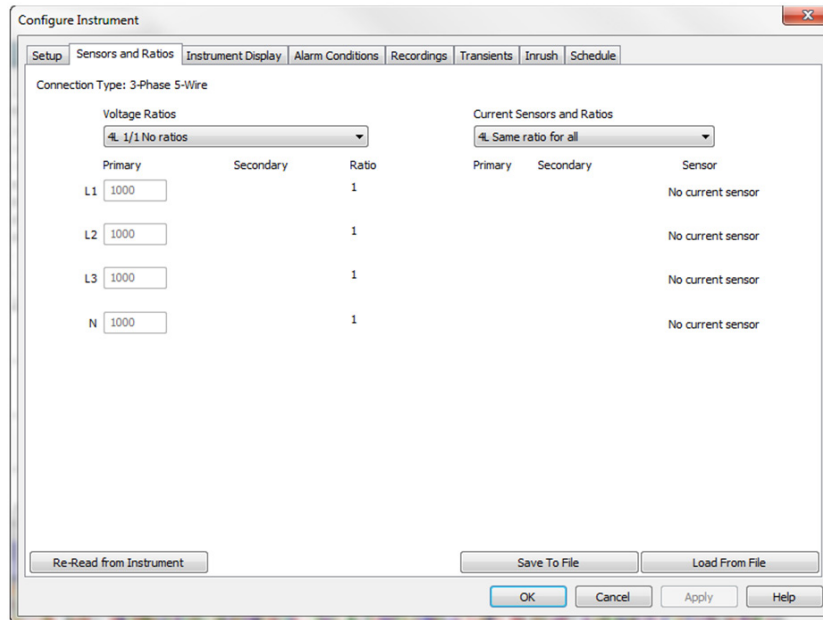 Configure Instrument
Setup Sensors and Ratios Instrument Display Alarm Conditions Recordings Transients Inrush Schedule
Connection Type: 3-Phase 5-Wire
Voltage Ratios Current Sensors and Ratios
4L 1/1 No ratios 4L Same ratio for all
Primary Secondary Ratio Primary Secondary Sensor
L1 1000 1 No current sensor
L2 1000 1 No current sensor
L3 1000 1 No current sensor
N 1000 1 No current sensor
Re-Read from Instrument Save To File Load From File
OK Cancel Apply Help